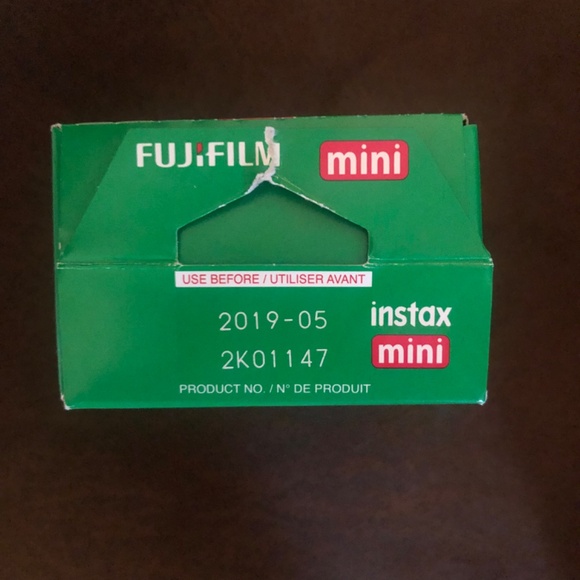 FUJIFILM mini
USE BEFORE / UTILISER AVANT
2019-05
2K01147
instax
mini
PRODUCT NO. / N° DE PRODUIT